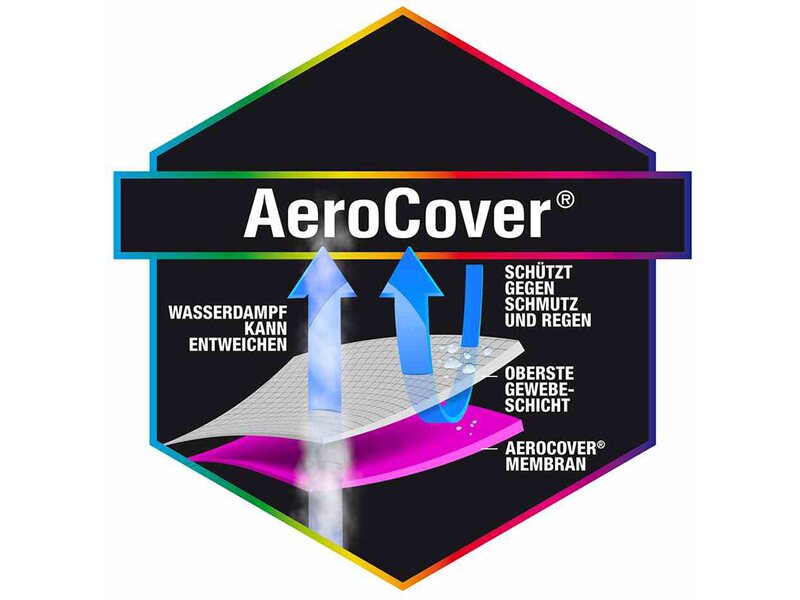 AeroCover®
WASSERDAMPF
KANN
ENTWEICHEN
SCHÜTZT
GEGEN
SCHMUTZ
UND REGEN
OBERSTE
GEWEBE-
SCHICHT
AEROCOVER®
MEMBRAN